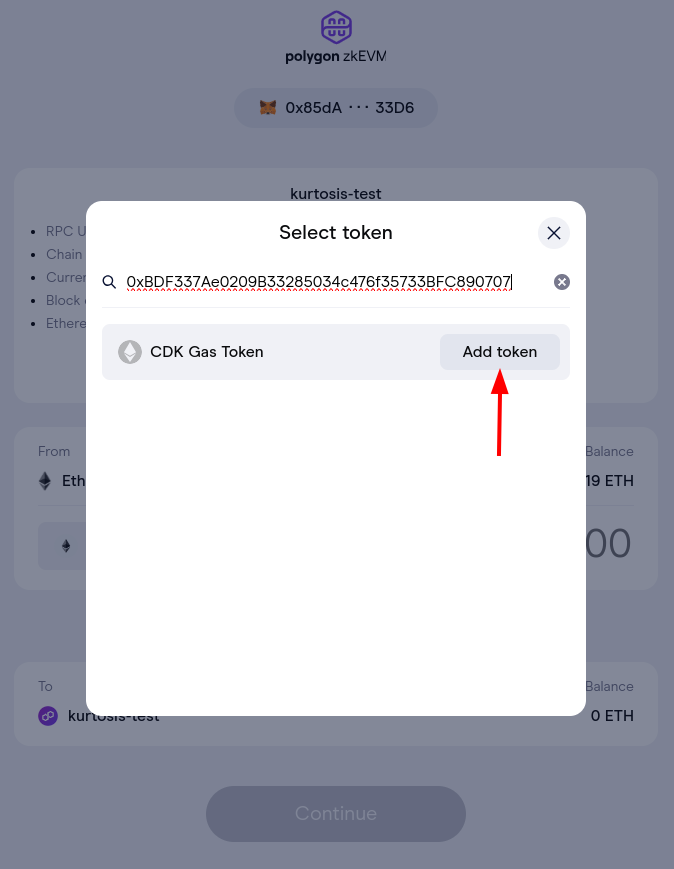 polygon zkEVM
0x85dA ··· 33D6
kurtosis-test
Select token
RPC U
Chain
0xBDF337Ae0209B33285034c476f35733BFC890707
Curre
Block
Ethere
CDK Gas Token
Add token
From
Balance
Eth
19 ETH
00
To
Balance
kurtosis-test
0 ETH
Continue